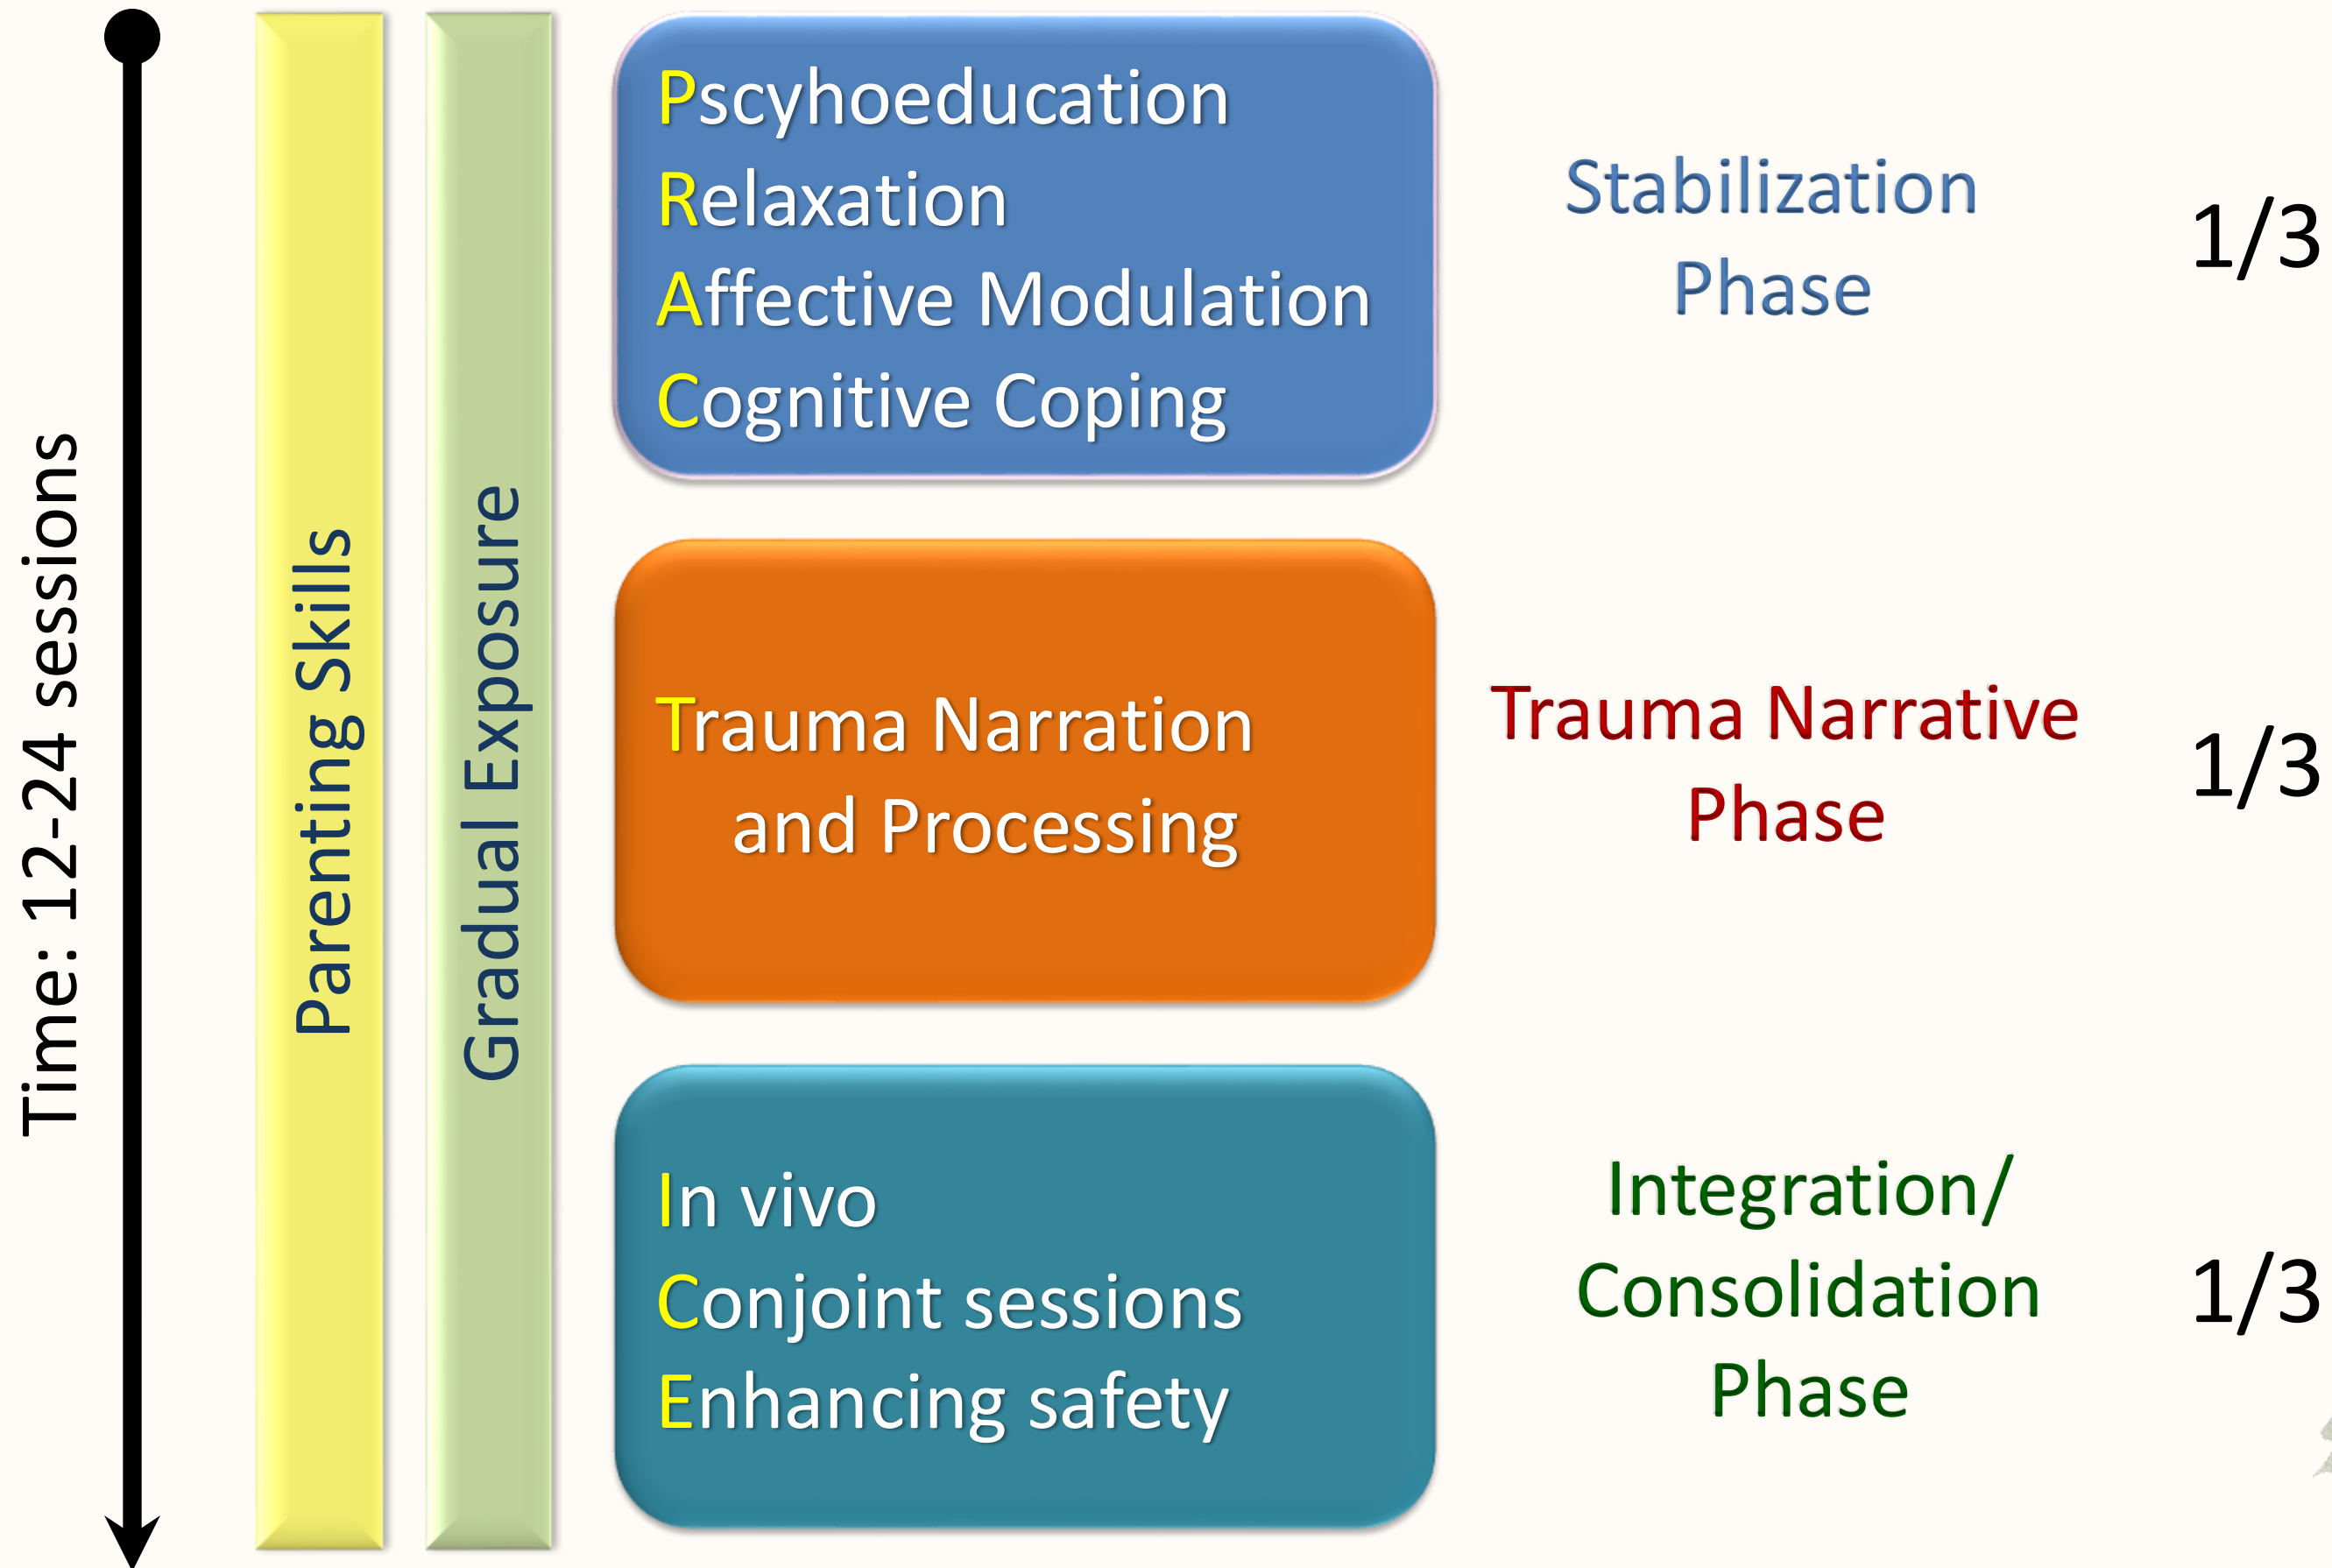 Time: 12-24 sessions
Parenting Skills
Gradual Exposure
Pscyhoeducation
Relaxation
Affective Modulation
Cognitive Coping
Stabilization
Phase
1/3
Trauma Narration
and Processing
Trauma Narrative
Phase
1/3
In vivo
Conjoint sessions
Enhancing safety
Integration/
Consolidation
Phase
1/3